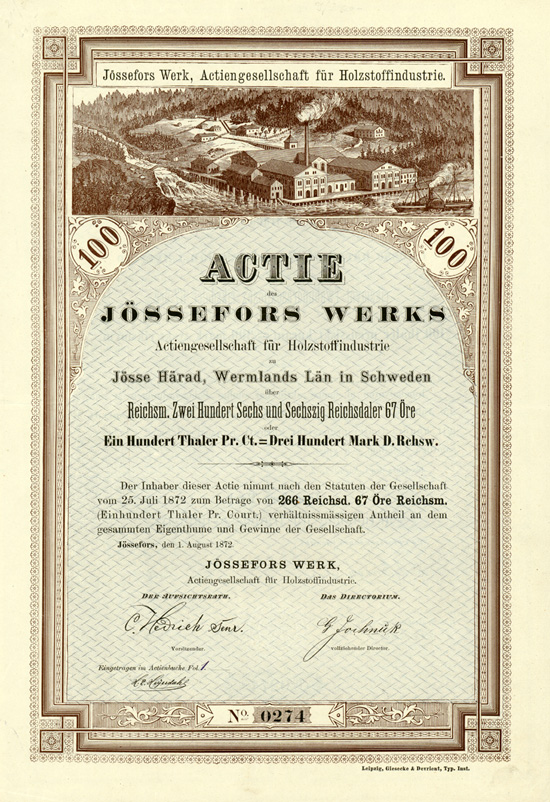 Jössefors Werk, Actiengesellschaft für Holzstoffindustrie.
100 100
ACTIE
des
JÖSSEFORS WERKS
Actiengesellschaft für Holzstoffindustrie
zu
Jösse Härad, Wermlands Län in Schweden
über
Reichsm. Zwei Hundert Sechs und Sechszig Reichsdaler 67 Öre
oder
Ein Hundert Thaler Pr. Ct. = Drei Hundert Mark D. Rchsw.
Der Inhaber dieser Actie nimmt nach den Statuten der Gesellschaft
vom 25. Juli 1872 zum Betrage von 266 Reichsd. 67 Öre Reichsm.
(Einhundert Thaler Pr. Court.) verhältnissmässigen Antheil an dem
gesammten Eigenthume und Gewinne der Gesellschaft.
Jössefors, den 1. August 1872.
JÖSSEFORS WERK,
Actiengesellschaft für Holzstoffindustrie.
DER AUFSICHTSRATH. DAS DIRECTORIUM.
Vorsitzender. vollziehender Director.
Eingetragen im Actienbuche Fol. 1
No. 0274
Leipzig, Giesecke & Devrient, Typ. Inst.